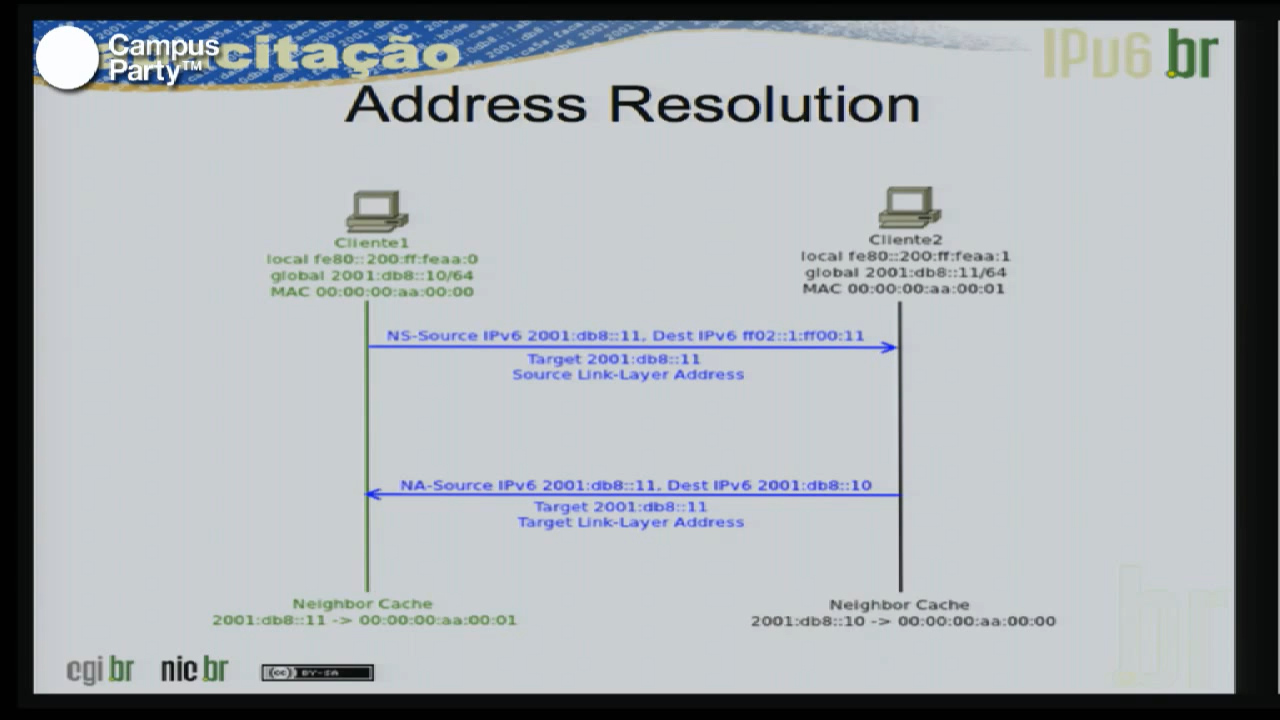 Campus
Party™
citação
IPv6 .br
Address Resolution
Cliente1
local fe80::200:ff:feaa:0
global 2001:db8::10/64
MAC 00:00:00:aa:00:00
Cliente2
local fe80::200:ff:feaa:1
global 2001:db8::11/64
MAC 00:00:00:aa:00:01
NS-Source IPv6 2001:db8::11, Dest IPv6 ff02::1:ff00:11
Target 2001:db8::11
Source Link-Layer Address
NA-Source IPv6 2001:db8::11, Dest IPv6 2001:db8::10
Target 2001:db8::11
Target Link-Layer Address
Neighbor Cache
2001:db8::11 -> 00:00:00:aa:00:01
Neighbor Cache
2001:db8::10 -> 00:00:00:aa:00:00
.br
cgi br nic br (cc) BY-SA